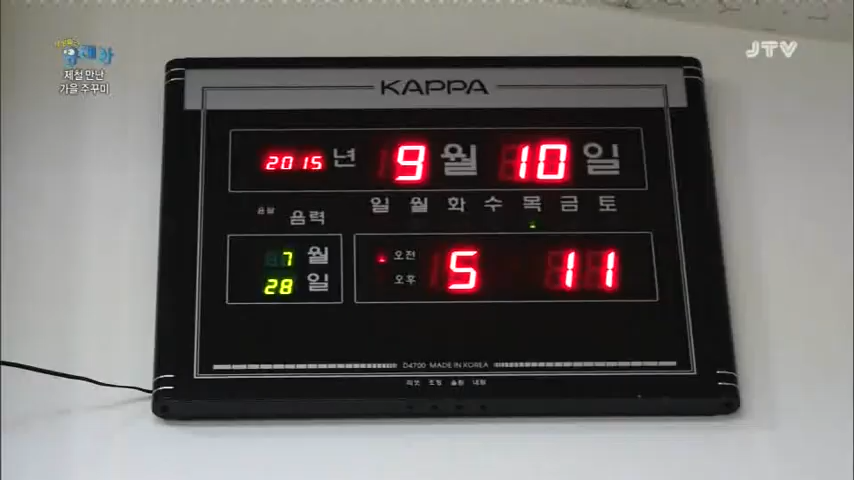 JTV
제철 만난
가을 주꾸미
KAPPA
2015 년 9 월 10 일
일 월 화 수 목 금 토
음력
7 월
28 일
오전
오후
5 11
D4700 MADE IN KOREA